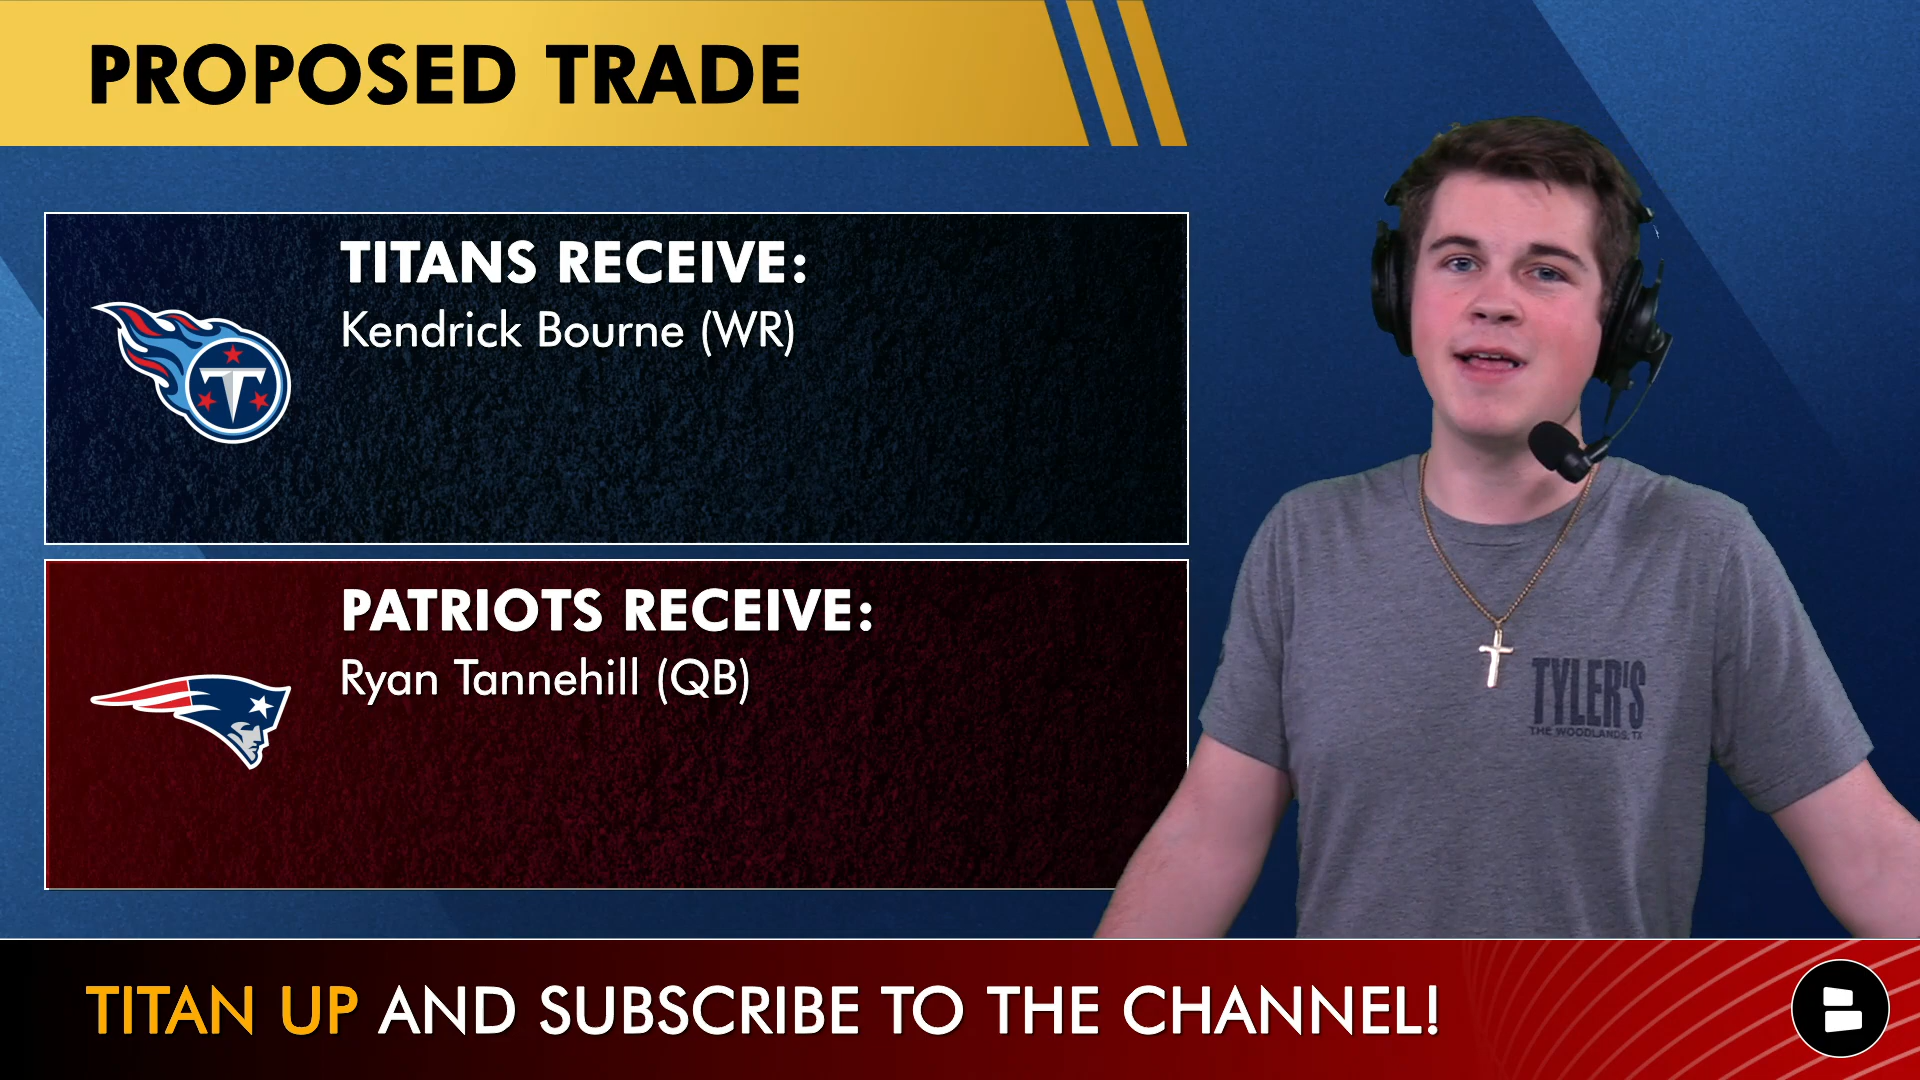 PROPOSED TRADE
TITANS RECEIVE:
Kendrick Bourne (WR)
T
PATRIOTS RECEIVE:
Ryan Tannehill (QB)
TYLER'S
THE WOODLANDS, TX
TITAN UP AND SUBSCRIBE TO THE CHANNEL!